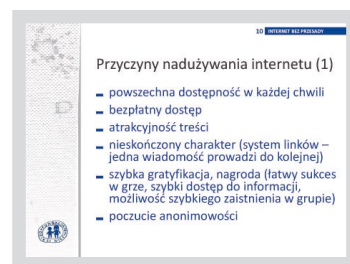 10 INTERNET BEZ PRZESADY
Przyczyny nadużywania internetu (1)
powszechna dostępność w każdej chwili
bezpłatny dostęp
atrakcyjność treści
nieskończony charakter (system linków –
jedna wiadomość prowadzi do kolejnej)
szybka gratyfikacja, nagroda (łatwy sukces
w grze, szybki dostęp do informacji,
możliwość szybkiego zaistnienia w grupie)
poczucie anonimowości